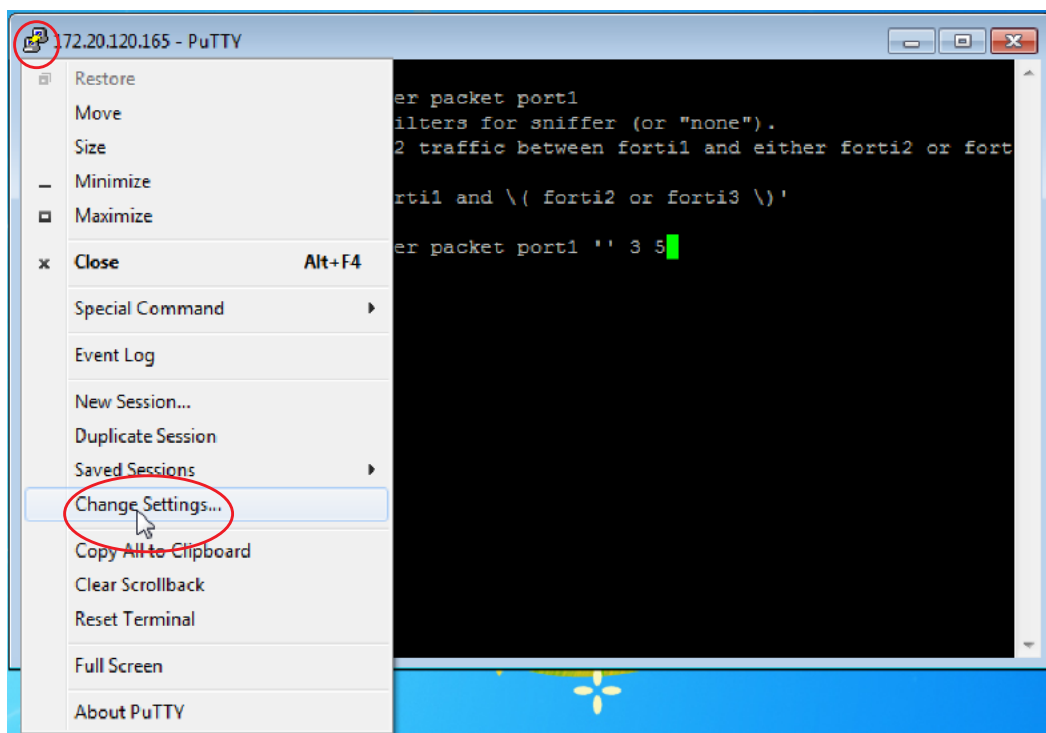 172.20.120.165 - PuTTY
Restore
Move
Size
Minimize
Maximize
Close Alt+F4
Special Command
Event Log
New Session...
Duplicate Session
Saved Sessions
Change Settings...
Copy All to Clipboard
Clear Scrollback
Reset Terminal
Full Screen
About PuTTY
er packet port1
ilters for sniffer (or "none").
2 traffic between forti1 and either forti2 or fort
rti1 and \( forti2 or forti3 \)'
er packet port1 '' 3 5